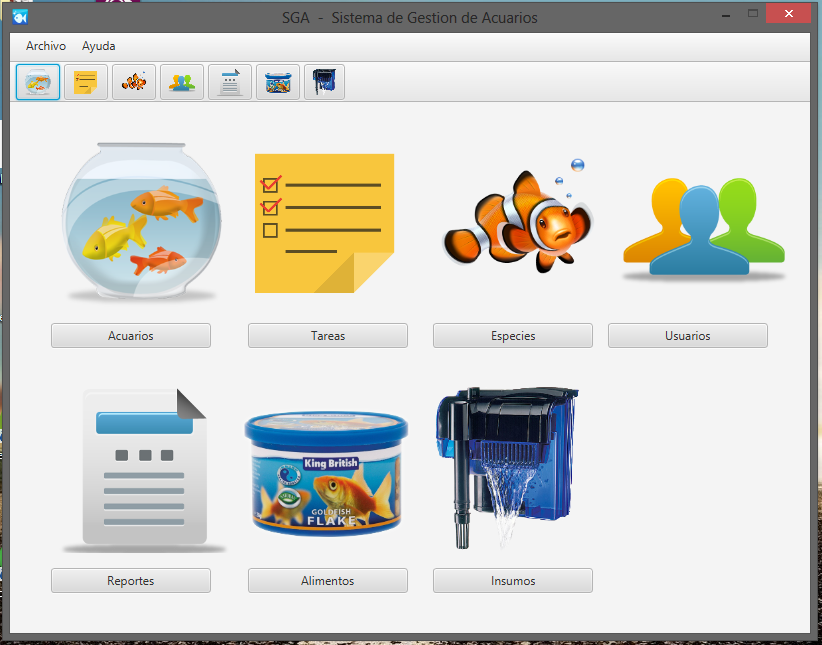 SGA - Sistema de Gestion de Acuarios
Archivo Ayuda
Acuarios Tareas Especies Usuarios
King British
GOLDFISH
FLAKE
Reportes Alimentos Insumos